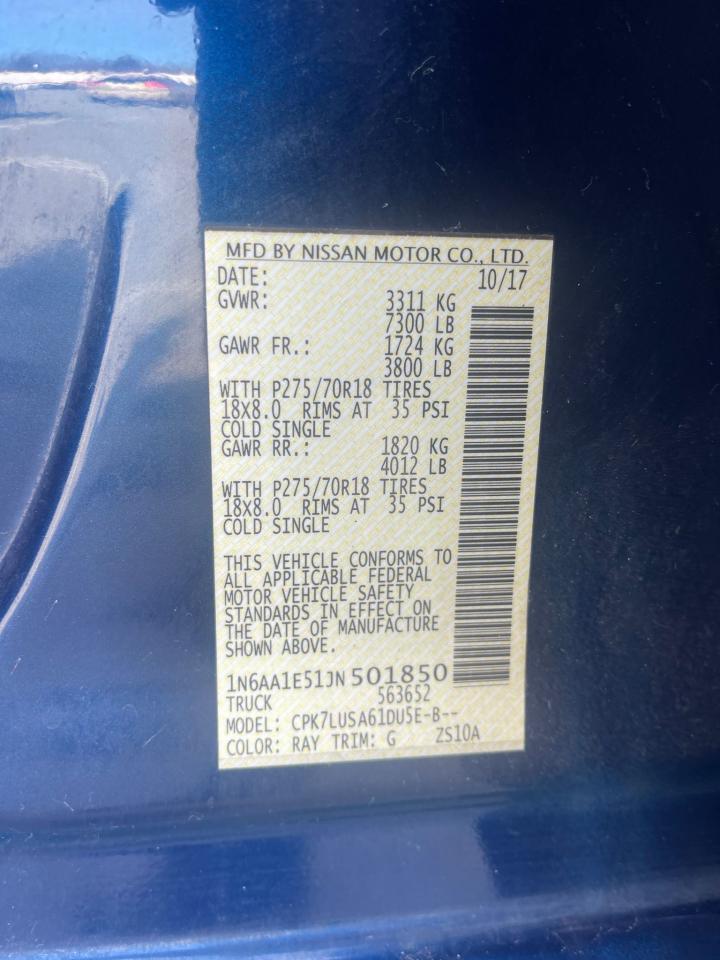 MFD BY NISSAN MOTOR CO., LTD.
DATE: 10/17
GVWR: 3311 KG
7300 LB
GAWR FR.: 1724 KG
3800 LB
WITH P275/70R18 TIRES
18X8.0 RIMS AT 35 PSI
COLD SINGLE
GAWR RR.: 1820 KG
4012 LB
WITH P275/70R18 TIRES
18X8.0 RIMS AT 35 PSI
COLD SINGLE
THIS VEHICLE CONFORMS TO
ALL APPLICABLE FEDERAL
MOTOR VEHICLE SAFETY
STANDARDS IN EFFECT ON
THE DATE OF MANUFACTURE
SHOWN ABOVE.
1N6AA1E51JN501850
TRUCK 563652
MODEL: CPK7LUSA61DU5E-B--
COLOR: RAY TRIM: G ZS10A